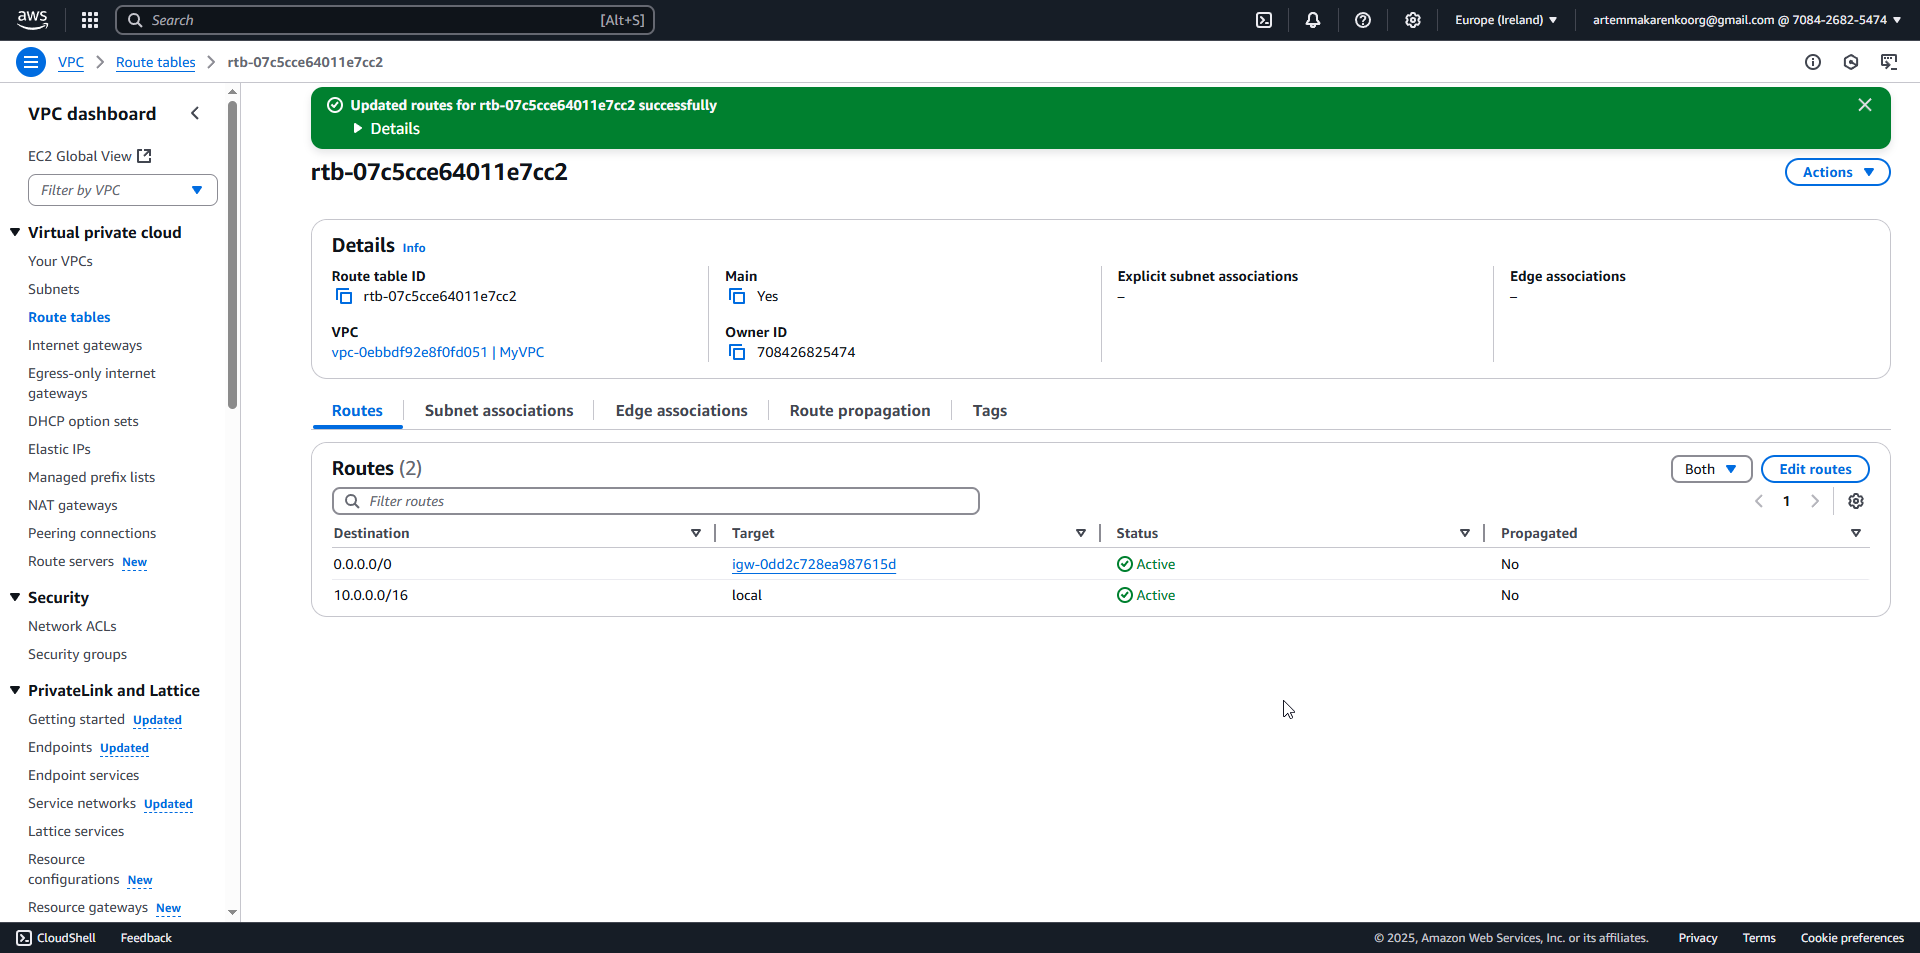 aws
Search [Alt+S]
Europe (Ireland)
artemmakarenkoorg@gmail.com @ 7084-2682-5474
VPC
Route tables
rtb-07c5cce64011e7cc2
VPC dashboard
EC2 Global View
Filter by VPC
Virtual private cloud
Your VPCs
Subnets
Route tables
Internet gateways
Egress-only internet
gateways
DHCP option sets
Elastic IPs
Managed prefix lists
NAT gateways
Peering connections
Route servers New
Security
Network ACLs
Security groups
PrivateLink and Lattice
Getting started Updated
Endpoints Updated
Endpoint services
Service networks Updated
Lattice services
Resource
configurations New
Resource gateways New
Updated routes for rtb-07c5cce64011e7cc2 successfully
Details
rtb-07c5cce64011e7cc2
Actions
Details Info
Route table ID
rtb-07c5cce64011e7cc2
VPC
vpc-0ebbdf92e8f0fd051 | MyVPC
Main
Yes
Owner ID
708426825474
Explicit subnet associations
–
Edge associations
–
Routes Subnet associations Edge associations Route propagation Tags
Routes (2)
Both Edit routes
Filter routes
1
Destination Target Status Propagated
0.0.0.0/0 igw-0dd2c728ea987615d Active No
10.0.0.0/16 local Active No
CloudShell Feedback
© 2025, Amazon Web Services, Inc. or its affiliates. Privacy Terms Cookie preferences